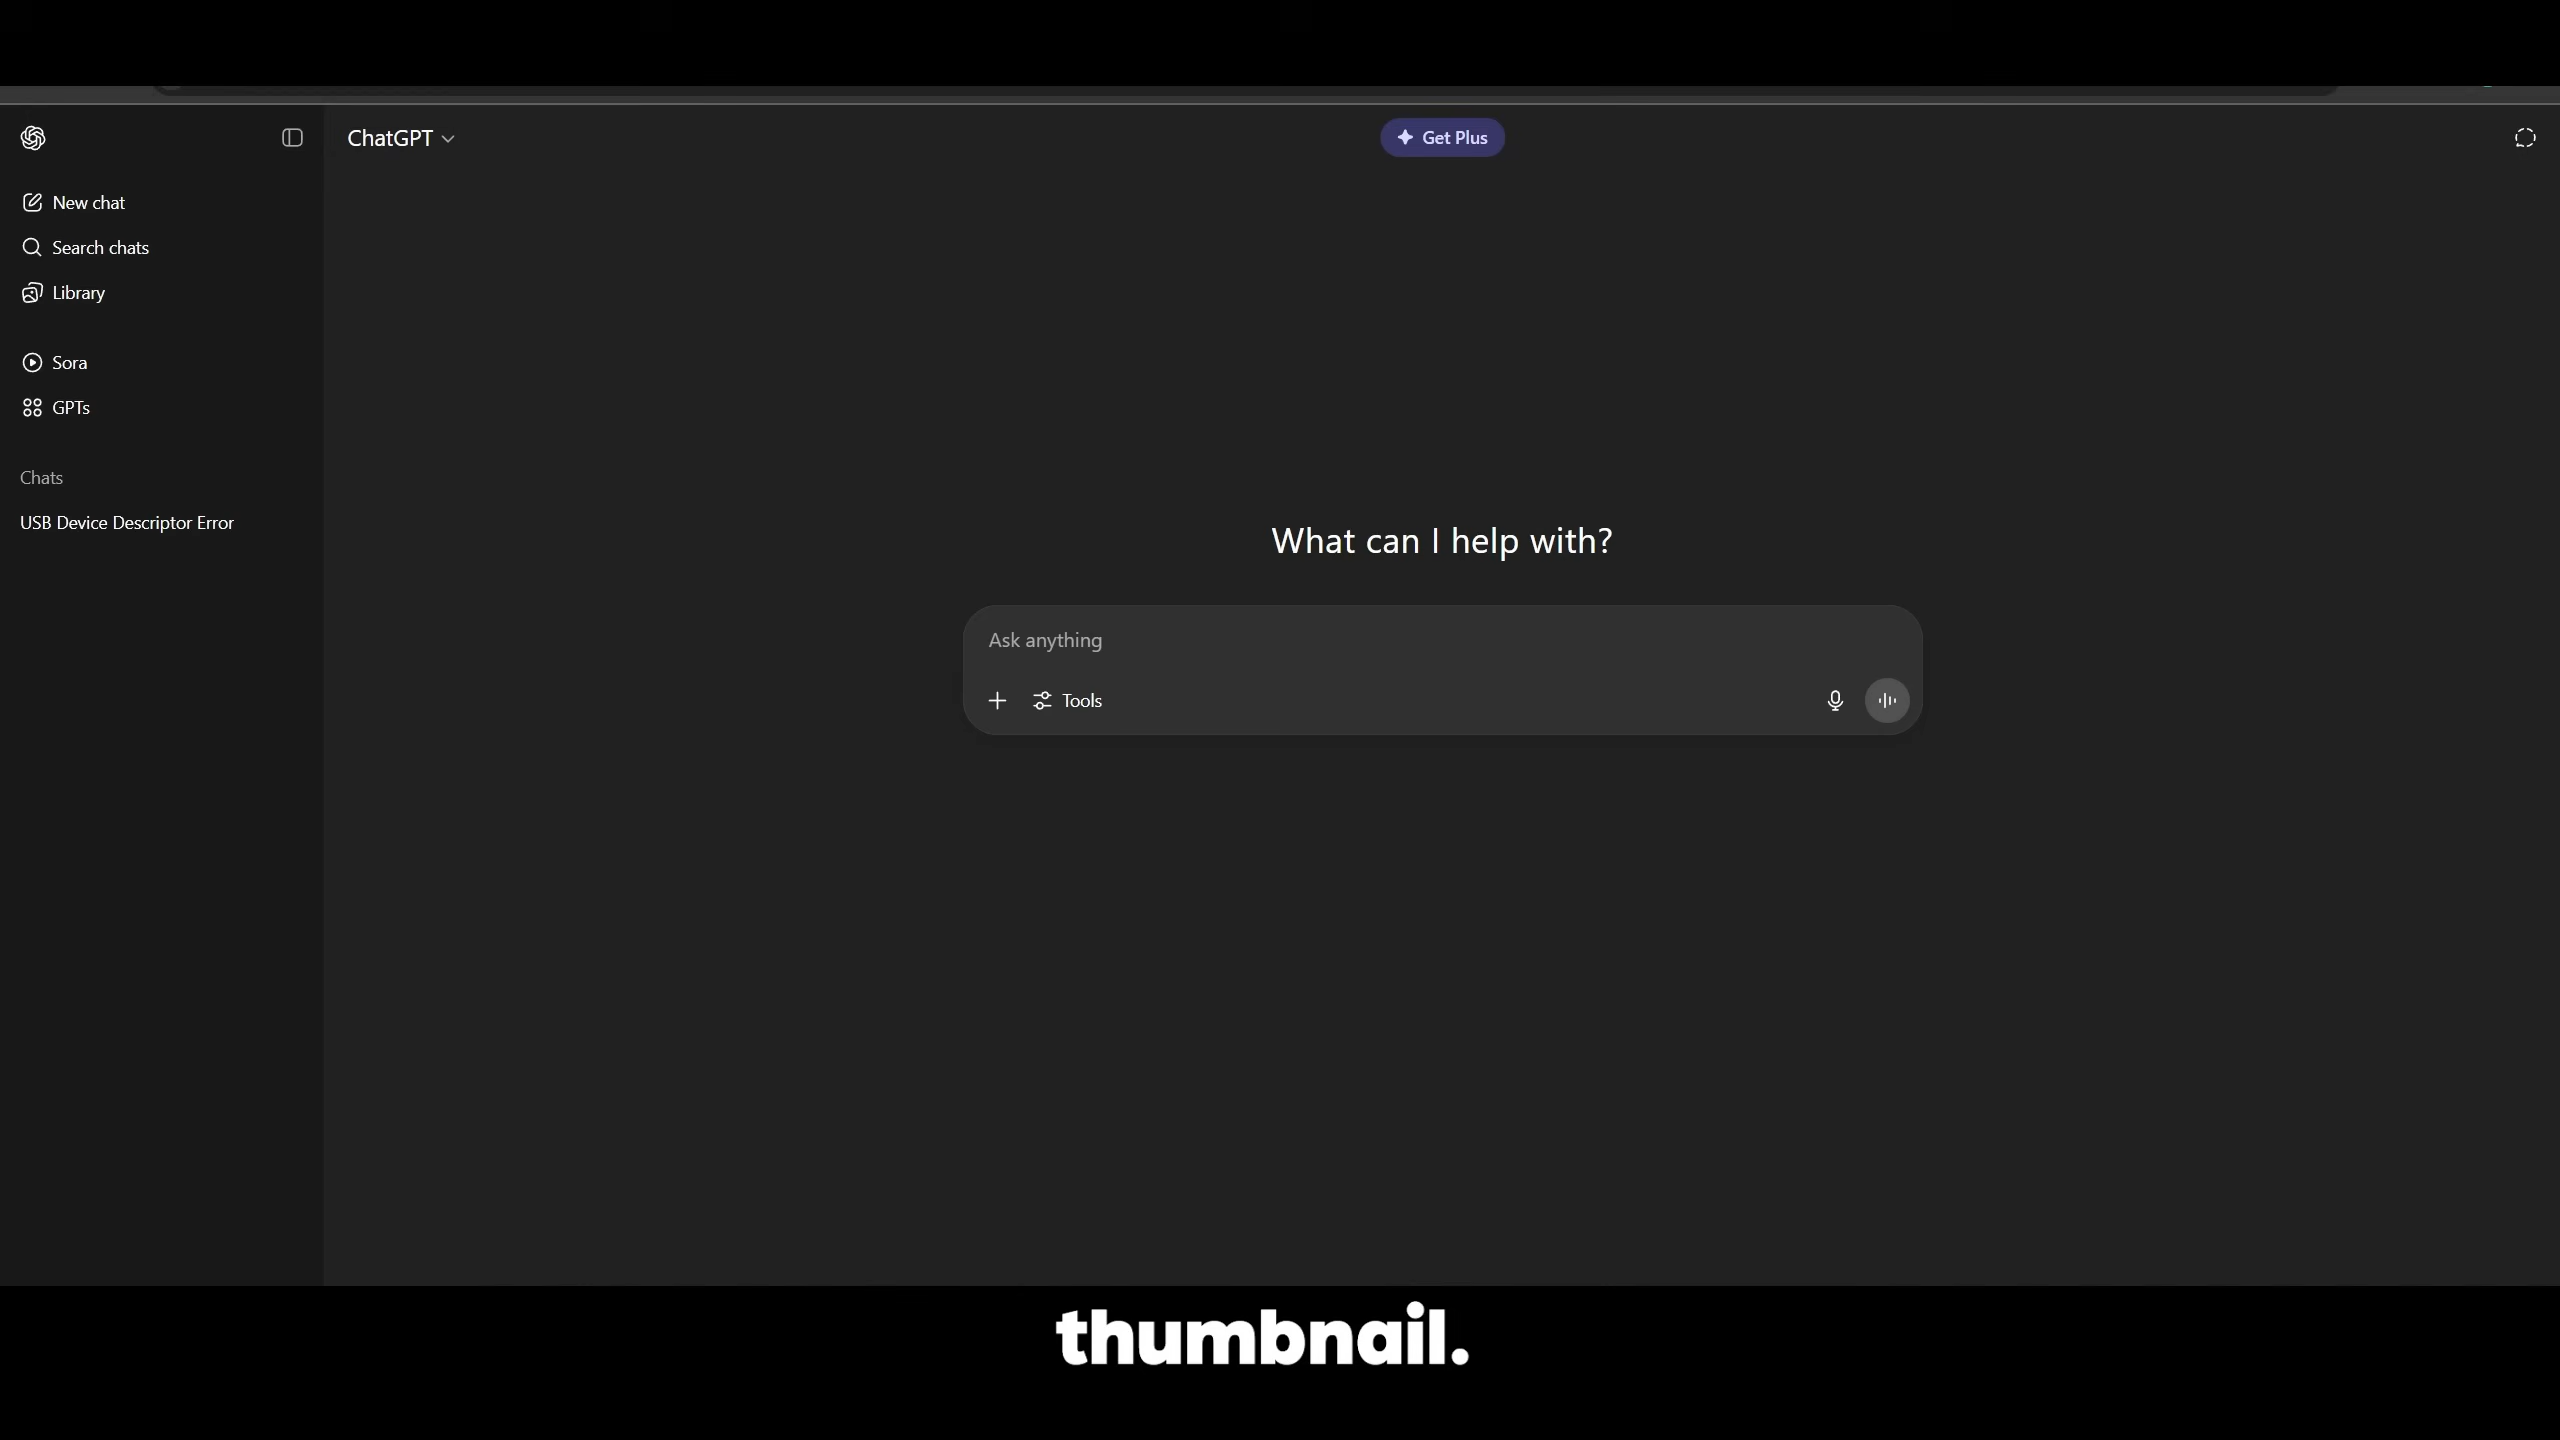 ChatGPT
Get Plus
New chat
Search chats
Library
Sora
GPTs
Chats
USB Device Descriptor Error
What can I help with?
Ask anything
Tools
thumbnail.